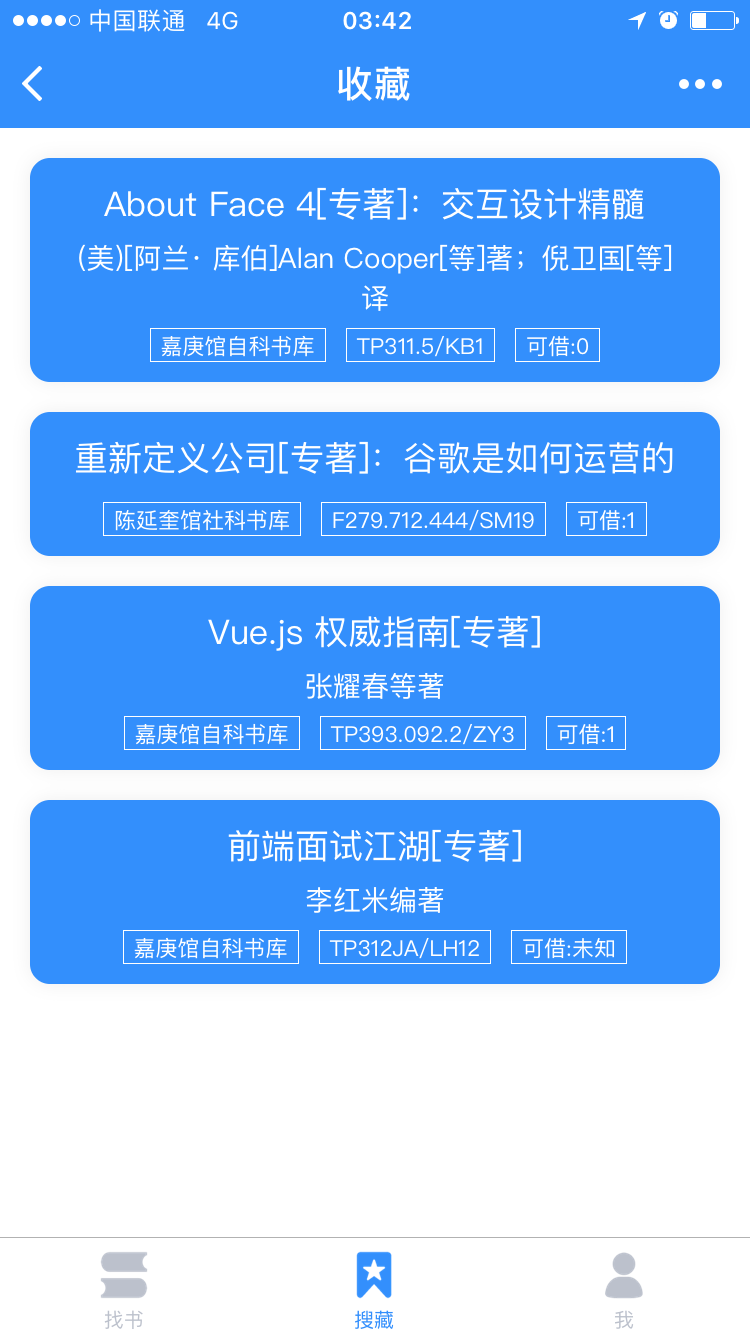 中国联通 4G 03:42
收藏
About Face 4[专著]：交互设计精髓
(美)[阿兰·库伯]Alan Cooper[等]著；倪卫国[等]
译
嘉庚馆自科书库 TP311.5/KB1 可借:0
重新定义公司[专著]：谷歌是如何运营的
陈延奎馆社科书库 F279.712.444/SM19 可借:1
Vue.js 权威指南[专著]
张耀春等著
嘉庚馆自科书库 TP393.092.2/ZY3 可借:1
前端面试江湖[专著]
李红米编著
嘉庚馆自科书库 TP312JA/LH12 可借:未知
找书 搜藏 我